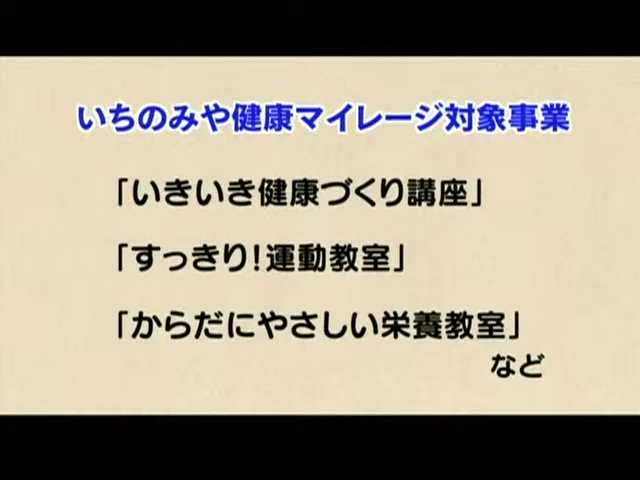 いちのみや健康マイレージ対象事業
「いきいき健康づくり講座」
「すっきり!運動教室」
「からだにやさしい栄養教室」
など